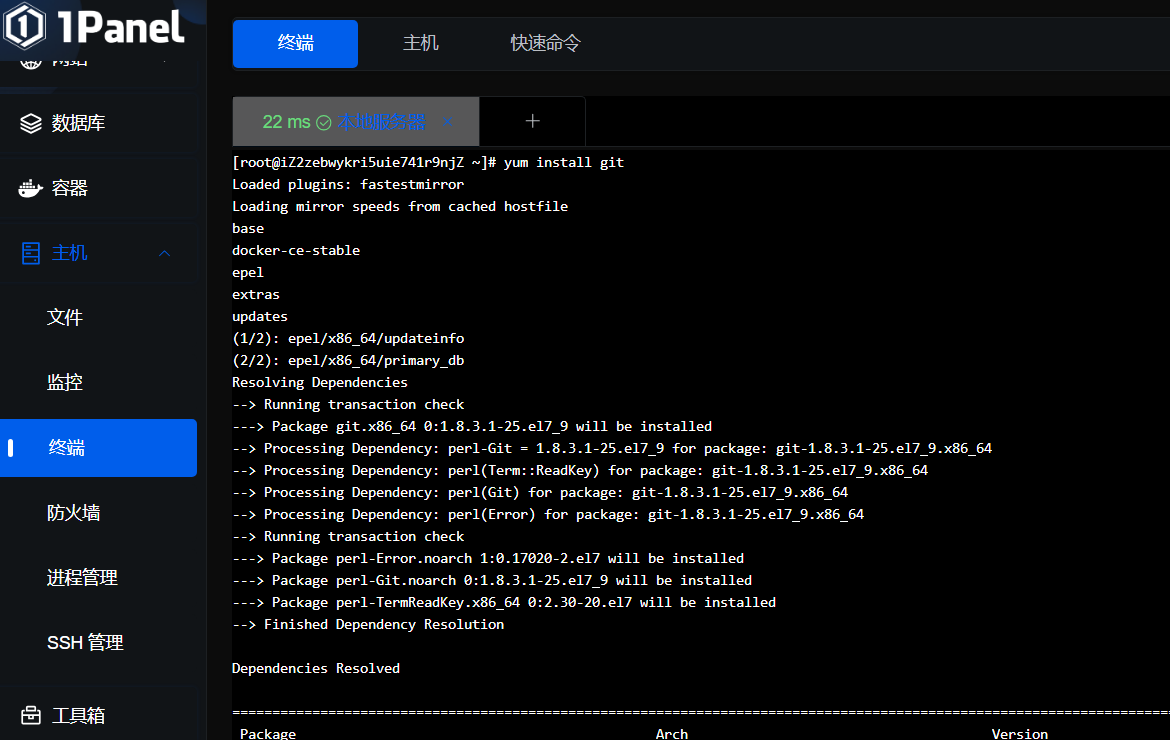 1Panel
网站
数据库
容器
主机
文件
监控
终端
防火墙
进程管理
SSH 管理
工具箱
终端
主机
快速命令
22 ms 本地服务器 ×
+
[root@iZ2zebwykri5uie741r9njZ ~]# yum install git
Loaded plugins: fastestmirror
Loading mirror speeds from cached hostfile
base
docker-ce-stable
epel
extras
updates
(1/2): epel/x86_64/updateinfo
(2/2): epel/x86_64/primary_db
Resolving Dependencies
--> Running transaction check
---> Package git.x86_64 0:1.8.3.1-25.el7_9 will be installed
--> Processing Dependency: perl-Git = 1.8.3.1-25.el7_9 for package: git-1.8.3.1-25.el7_9.x86_64
--> Processing Dependency: perl(Term::ReadKey) for package: git-1.8.3.1-25.el7_9.x86_64
--> Processing Dependency: perl(Git) for package: git-1.8.3.1-25.el7_9.x86_64
--> Processing Dependency: perl(Error) for package: git-1.8.3.1-25.el7_9.x86_64
--> Running transaction check
---> Package perl-Error.noarch 1:0.17020-2.el7 will be installed
---> Package perl-Git.noarch 0:1.8.3.1-25.el7_9 will be installed
---> Package perl-TermReadKey.x86_64 0:2.30-20.el7 will be installed
--> Finished Dependency Resolution
Dependencies Resolved
Package Arch Version